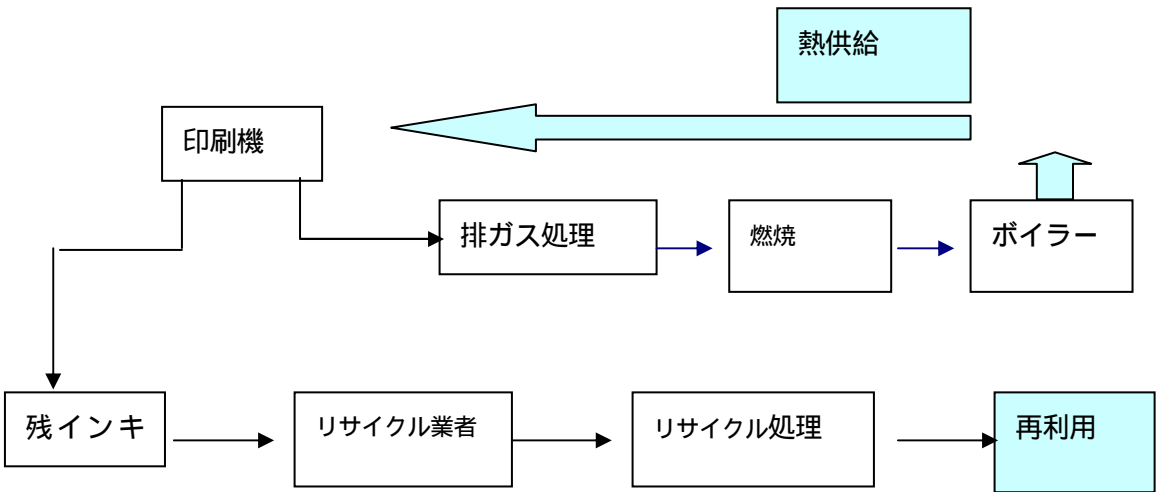 熱供給
印刷機
排ガス処理
燃焼
ボイラー
残インキ
リサイクル業者
リサイクル処理
再利用